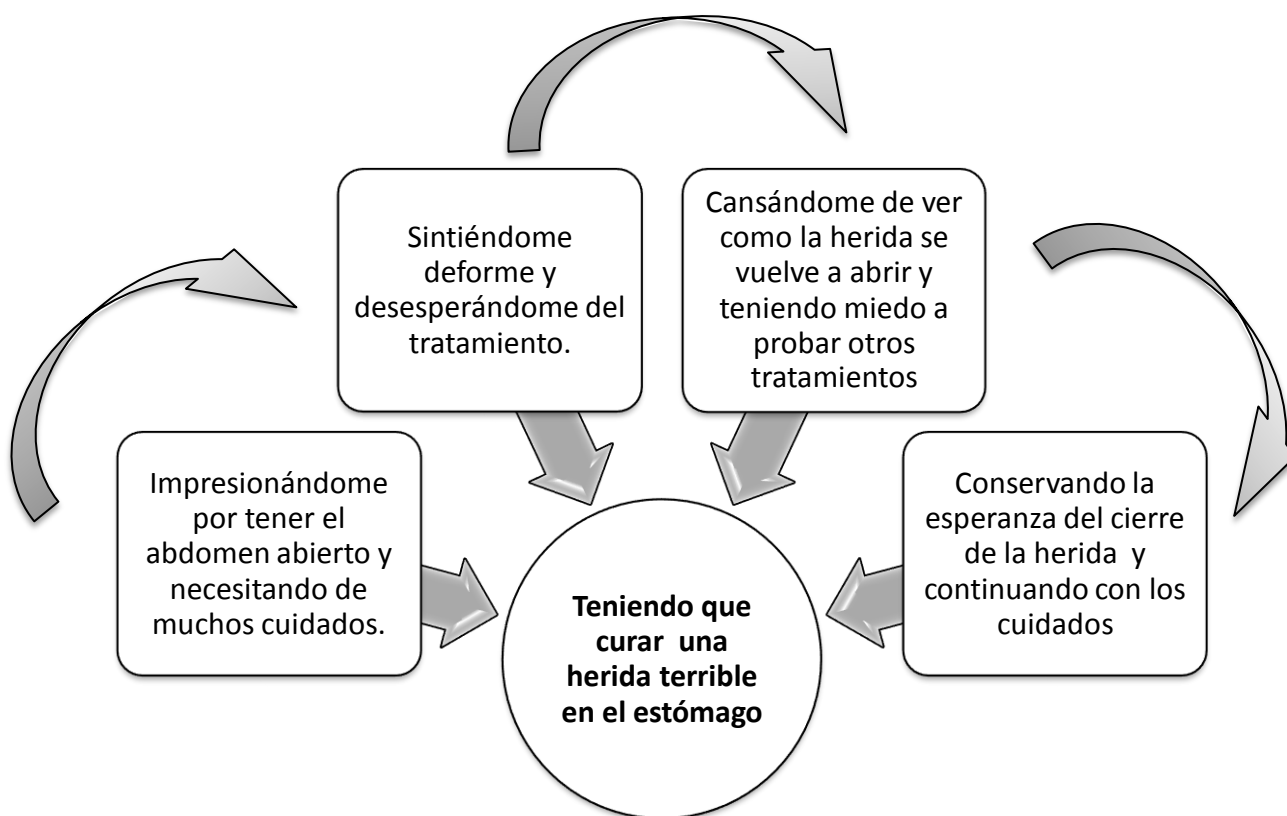 Sintiéndome
deforme y
desesperándome del
tratamiento.
Cansándome de ver
como la herida se
vuelve a abrir y
teniendo miedo a
probar otros
tratamientos
Impresionándome
por tener el
abdomen abierto y
necesitando de
muchos cuidados.
Conservando la
esperanza del cierre
de la herida y
continuando con los
cuidados
Teniendo que
curar una
herida terrible
en el estómago